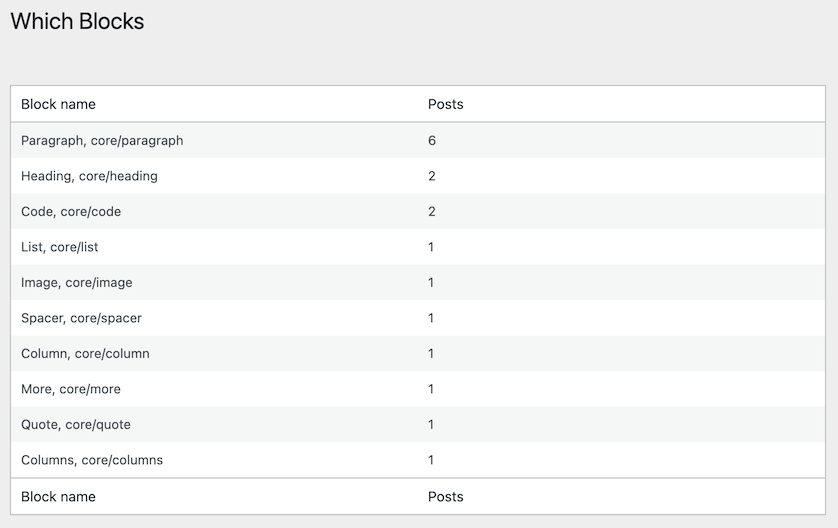 Which Blocks
Block name Posts
Paragraph, core/paragraph 6
Heading, core/heading 2
Code, core/code 2
List, core/list 1
Image, core/image 1
Spacer, core/spacer 1
Column, core/column 1
More, core/more 1
Quote, core/quote 1
Columns, core/columns 1
Block name Posts